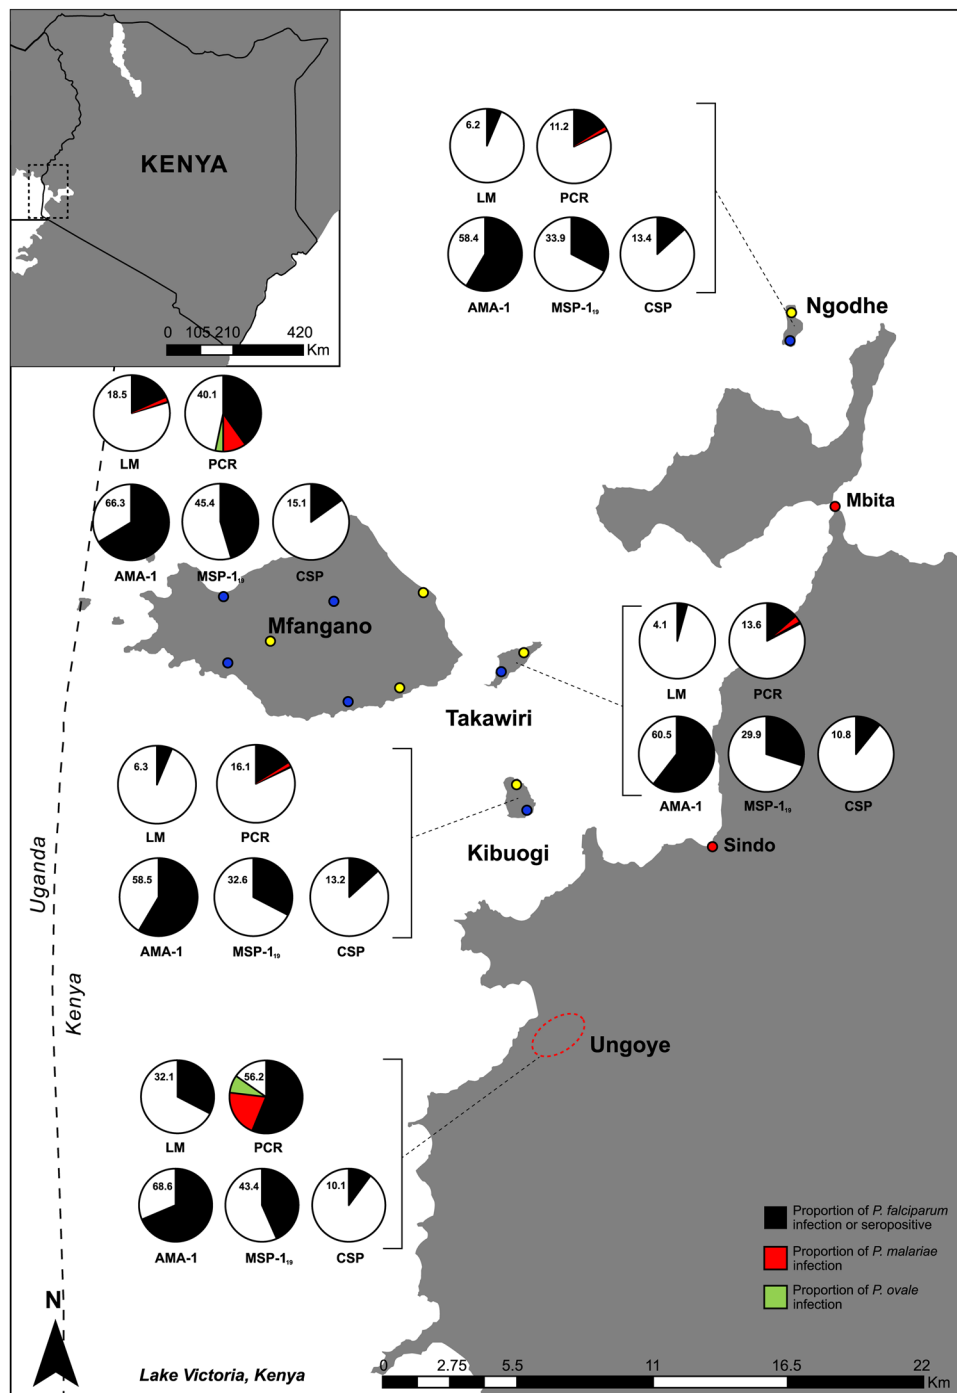 KENYA
0 105 210 420
Km
6.2 11.2
LM PCR
58.4 33.9 13.4
AMA-1 MSP-1₁₉ CSP
Ngodhe
18.5 40.1
LM PCR
66.3 45.4 15.1
AMA-1 MSP-1₁₉ CSP
Mbita
Mfangano
4.1 13.6
LM PCR
60.5 29.9 10.8
AMA-1 MSP-1₁₉ CSP
Takawiri
6.3 16.1
LM PCR
58.5 32.6 13.2
AMA-1 MSP-1₁₉ CSP
Kibuogi
Sindo
Uganda
Kenya
Ungoye
32.1 56.2
LM PCR
68.6 43.4 10.1
AMA-1 MSP-1₁₉ CSP
Proportion of P. falciparum
infection or seropositive
Proportion of P. malariae
infection
Proportion of P. ovale
infection
N
Lake Victoria, Kenya
0 2.75 5.5 11 16.5 22
Km